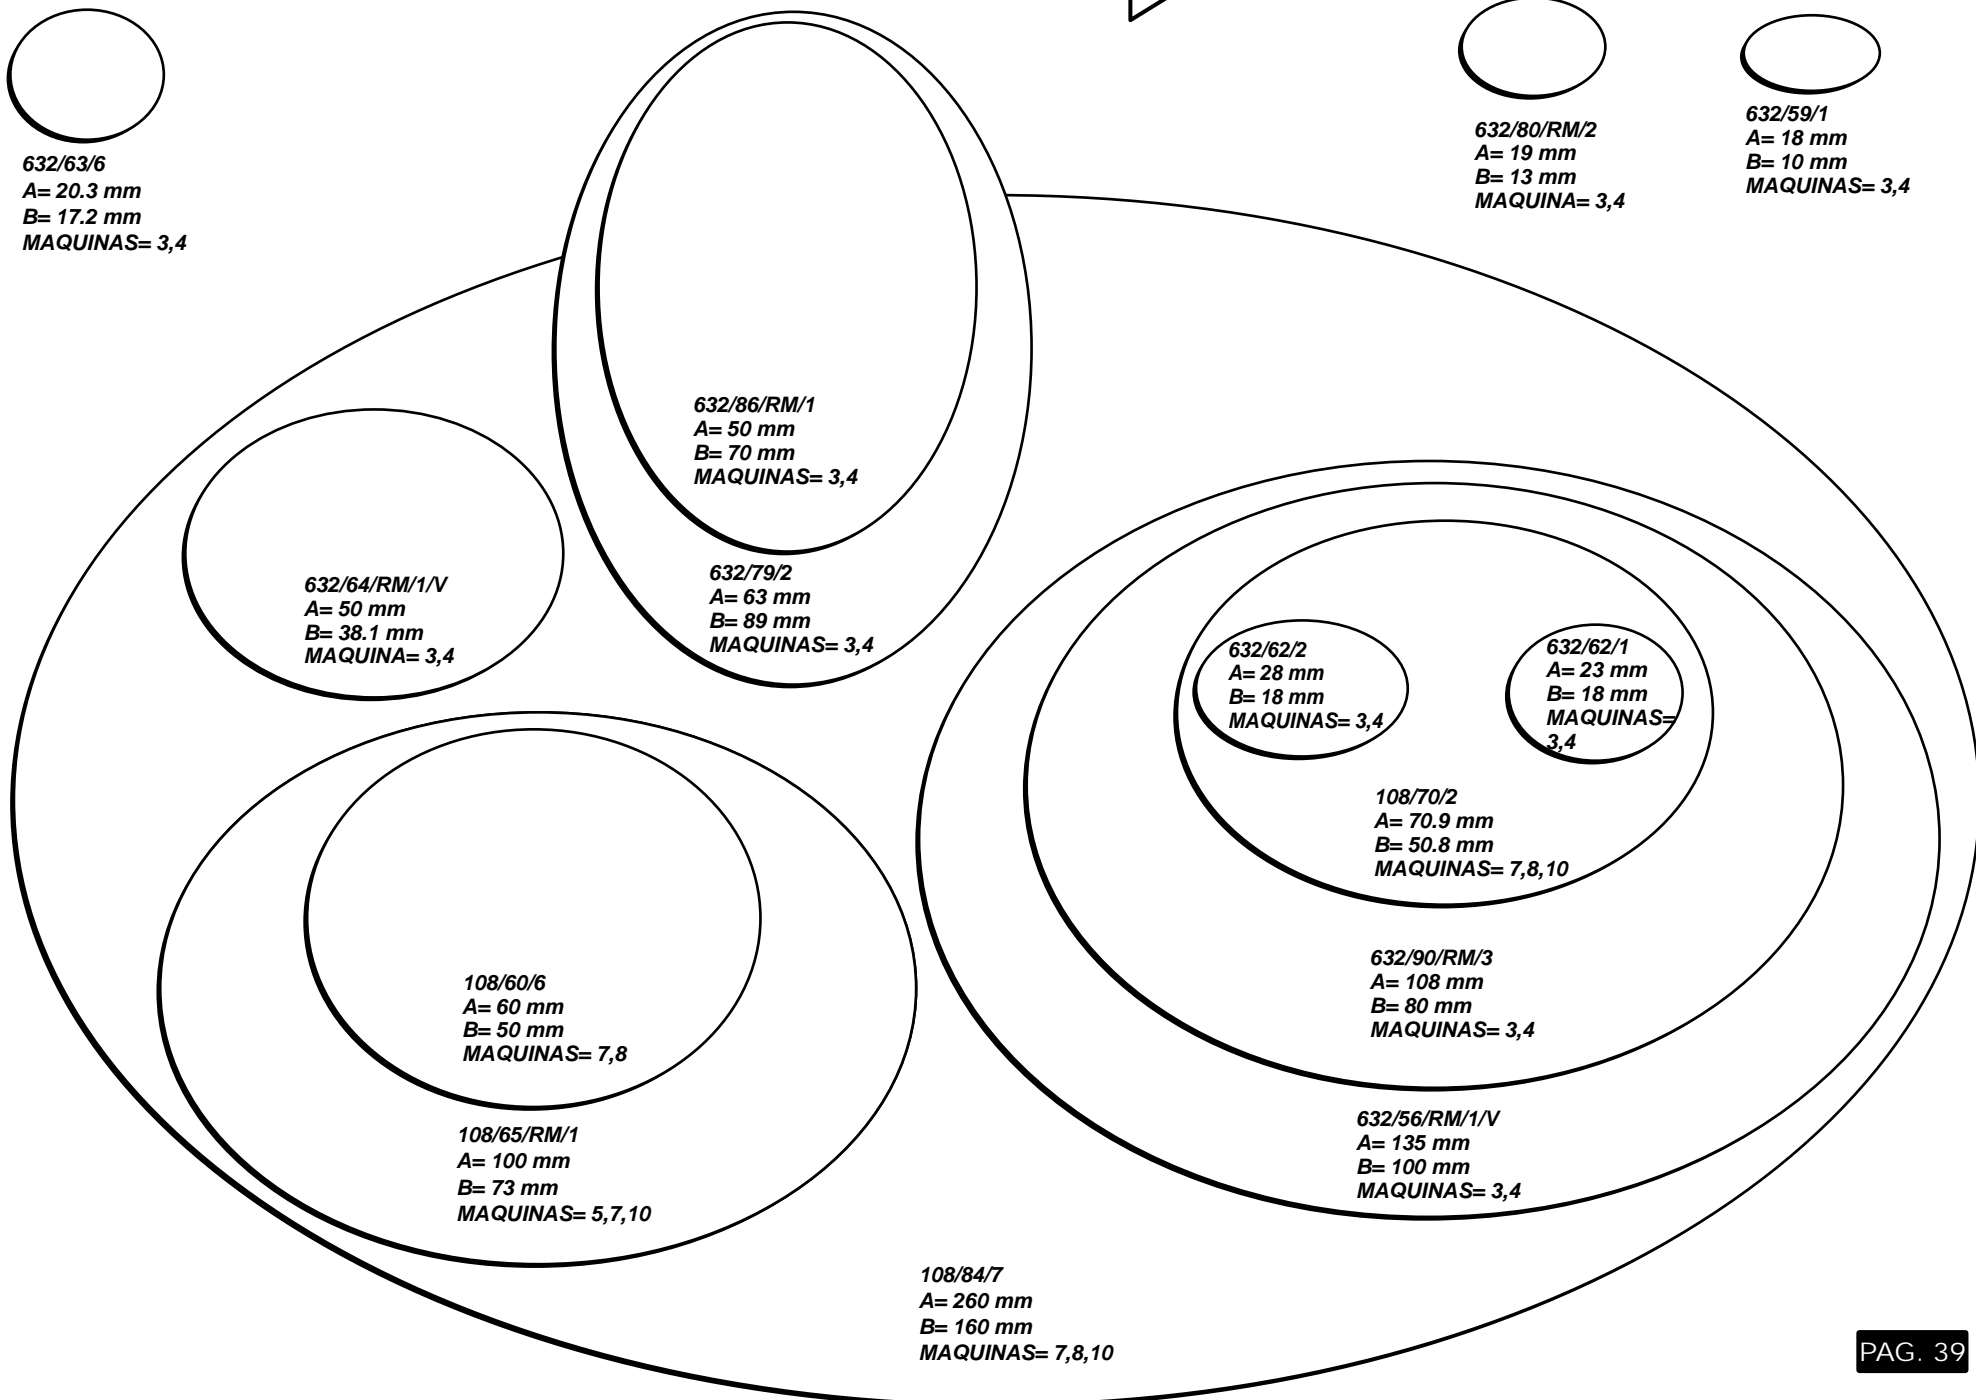 632/63/6
A= 20.3 mm
B= 17.2 mm
MAQUINAS= 3,4
632/80/RM/2
A= 19 mm
B= 13 mm
MAQUINA= 3,4
632/59/1
A= 18 mm
B= 10 mm
MAQUINAS= 3,4
632/86/RM/1
A= 50 mm
B= 70 mm
MAQUINAS= 3,4
632/79/2
A= 63 mm
B= 89 mm
MAQUINAS= 3,4
632/64/RM/1/V
A= 50 mm
B= 38.1 mm
MAQUINA= 3,4
632/62/2
A= 28 mm
B= 18 mm
MAQUINAS= 3,4
632/62/1
A= 23 mm
B= 18 mm
MAQUINAS=
3,4
108/70/2
A= 70.9 mm
B= 50.8 mm
MAQUINAS= 7,8,10
632/90/RM/3
A= 108 mm
B= 80 mm
MAQUINAS= 3,4
108/60/6
A= 60 mm
B= 50 mm
MAQUINAS= 7,8
108/65/RM/1
A= 100 mm
B= 73 mm
MAQUINAS= 5,7,10
632/56/RM/1/V
A= 135 mm
B= 100 mm
MAQUINAS= 3,4
108/84/7
A= 260 mm
B= 160 mm
MAQUINAS= 7,8,10
PAG. 39